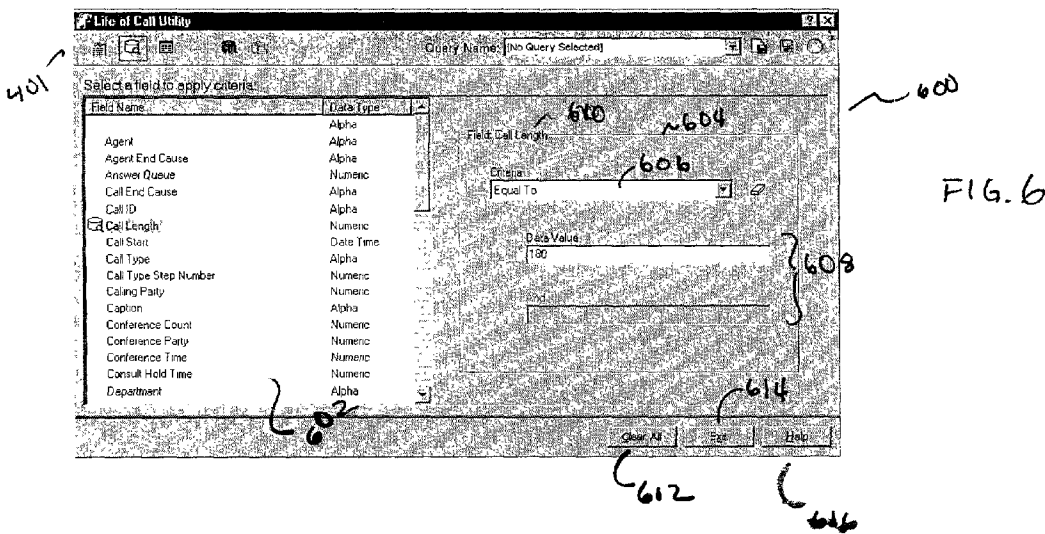 Life of Call Utility
Query Name: [No Query Selected]
401
Select a field to apply criteria:
600
Field Name Data Type
Alpha
Agent Alpha
Agent End Cause Alpha
Answer Queue Numeric
Call End Cause Alpha
Call ID Alpha
Call Length Numeric
Call Start Date Time
Call Type Alpha
Call Type Step Number Numeric
Calling Party Numeric
Caption Alpha
Conference Count Numeric
Conference Party Numeric
Conference Time Numeric
Consult Hold Time Numeric
Department Alpha
610
604
Field: Call Length
606
Criteria:
Equal To
FIG. 6
Data Value
180
608
And
602
614
Clear All Exit Help
612
616